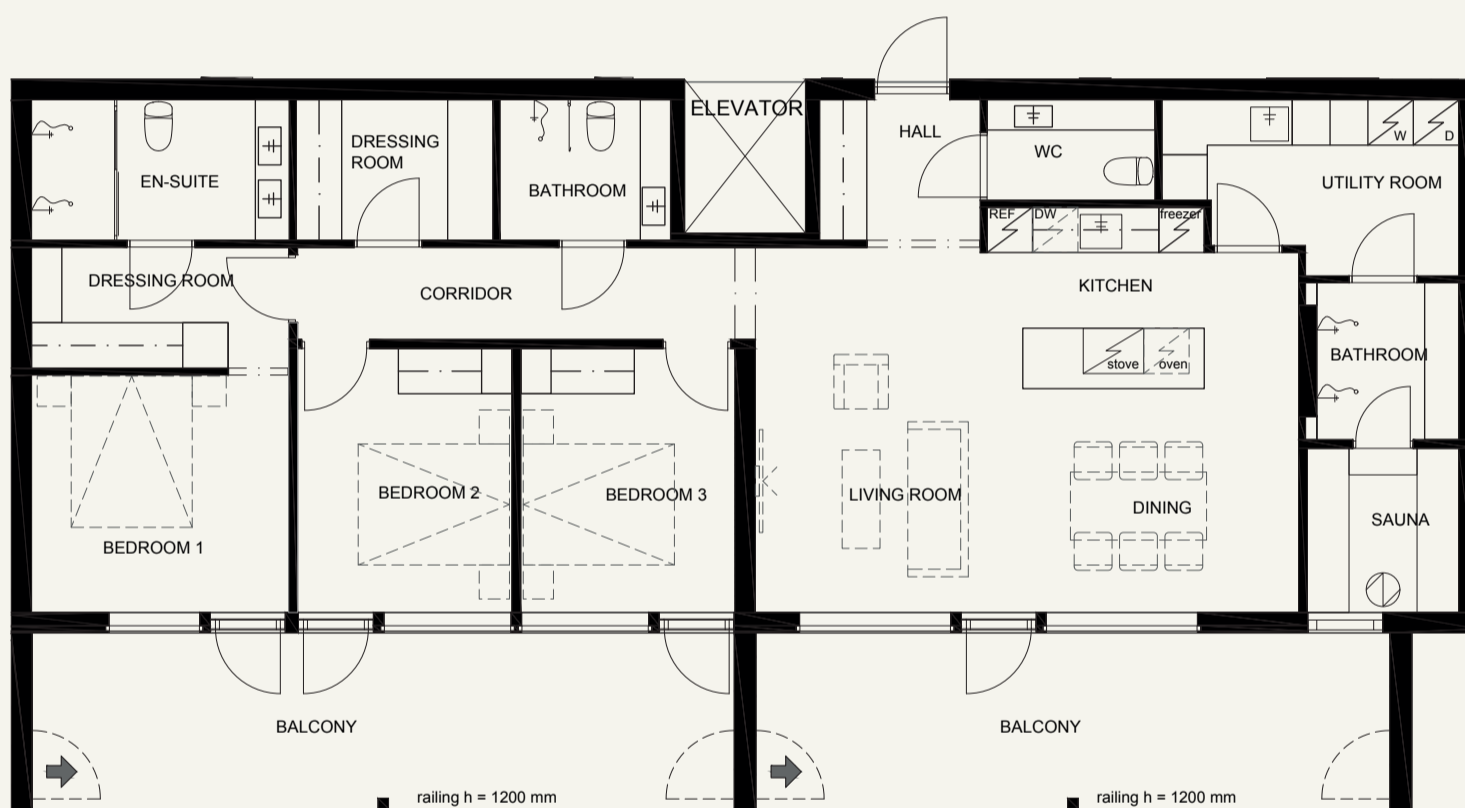 ELEVATOR
HALL
WC
W
D
DRESSING
ROOM
EN-SUITE
BATHROOM
UTILITY ROOM
REF
DW
freezer
DRESSING ROOM
CORRIDOR
KITCHEN
stove
oven
BATHROOM
BEDROOM 1
BEDROOM 2
BEDROOM 3
LIVING ROOM
DINING
SAUNA
BALCONY
BALCONY
railing h = 1200 mm
railing h = 1200 mm